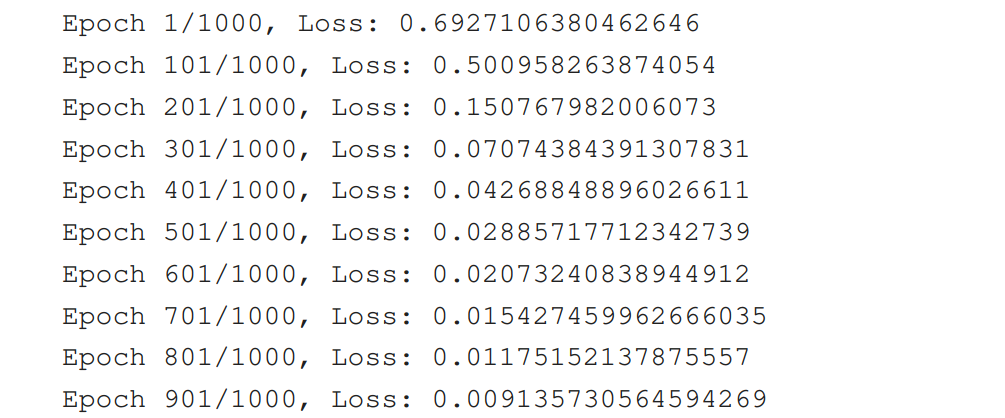 Epoch 1/1000, Loss: 0.6927106380462646
Epoch 101/1000, Loss: 0.500958263874054
Epoch 201/1000, Loss: 0.150767982006073
Epoch 301/1000, Loss: 0.07074384391307831
Epoch 401/1000, Loss: 0.04268848896026611
Epoch 501/1000, Loss: 0.02885717712342739
Epoch 601/1000, Loss: 0.02073240838944912
Epoch 701/1000, Loss: 0.015427459962666035
Epoch 801/1000, Loss: 0.01175152137875557
Epoch 901/1000, Loss: 0.009135730564594269